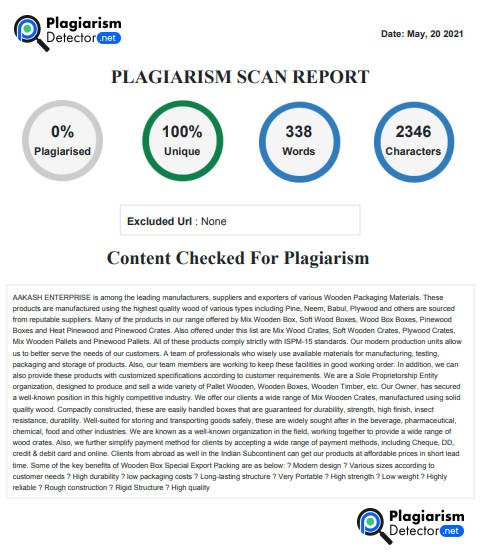 Plagiarism
Detector.net
Date: May, 20 2021
PLAGIARISM SCAN REPORT
0%
Plagiarised
100%
Unique
338
Words
2346
Characters
Excluded Url : None
Content Checked For Plagiarism
AAKASH ENTERPRISE is among the leading manufacturers, suppliers and exporters of various Wooden Packaging Materials. These
products are manufactured using the highest quality wood of various types including Pine, Neem, Babul, Plywood and others are sourced
from reputable suppliers. Many of the products in our range offered by Mix Wooden Box, Soft Wood Boxes, Wood Box Boxes, Pinewood
Boxes and Heat Pinewood and Pinewood Crates. Also offered under this list are Mix Wood Crates, Soft Wooden Crates, Plywood Crates,
Mix Wooden Pallets and Pinewood Pallets. All of these products comply strictly with ISPM-15 standards. Our modern production units allow
us to better serve the needs of our customers. A team of professionals who wisely use available materials for manufacturing, testing,
packaging and storage of products. Also, our team members are working to keep these facilities in good working order. In addition, we can
also provide these products with customized specifications according to customer requirements. We are a Sole Proprietorship Entity
organization, designed to produce and sell a wide variety of Pallet Wooden, Wooden Boxes, Wooden Timber, etc. Our Owner, has secured
a well-known position in this highly competitive industry. We offer our clients a wide range of Mix Wooden Crates, manufactured using solid
quality wood. Compactly constructed, these are easily handled boxes that are guaranteed for durability, strength, high finish, insect
resistance, durability. Well-suited for storing and transporting goods safely, these are widely sought after in the beverage, pharmaceutical,
chemical, food and other industries. We are known as a well-known organization in the field, working together to provide a wide range of
wood crates. Also, we further simplify payment method for clients by accepting a wide range of payment methods, including Cheque, DD,
credit & debit card and online. Clients from abroad as well in the Indian Subcontinent can get our products at affordable prices in short lead
time. Some of the key benefits of Wooden Box Special Export Packing are as below: ? Modern design ? Various sizes according to
customer needs ? High durability ? low packaging costs ? Long-lasting structure ? Very Portable ? High strength ? Low weight ? Highly
reliable ? Rough construction ? Rigid Structure ? High quality
Plagiarism
Detector.net